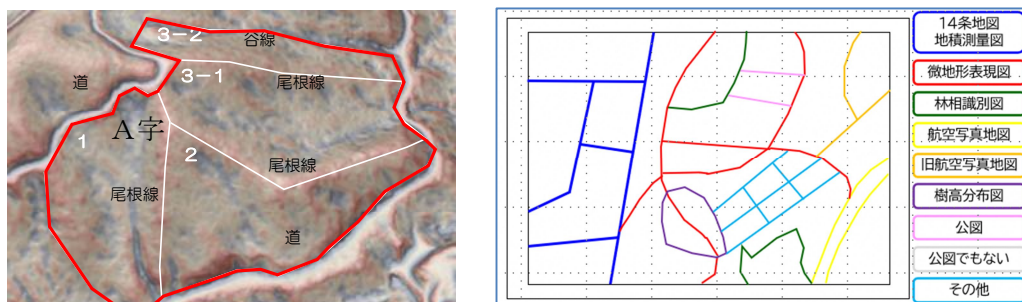 3-2
谷線
3-1
道
尾根線
A字
1
2
尾根線
尾根線
道
14条地図
地積測量図
微地形表現図
林相識別図
航空写真地図
旧航空写真地図
樹高分布図
公図
公図でもない
その他